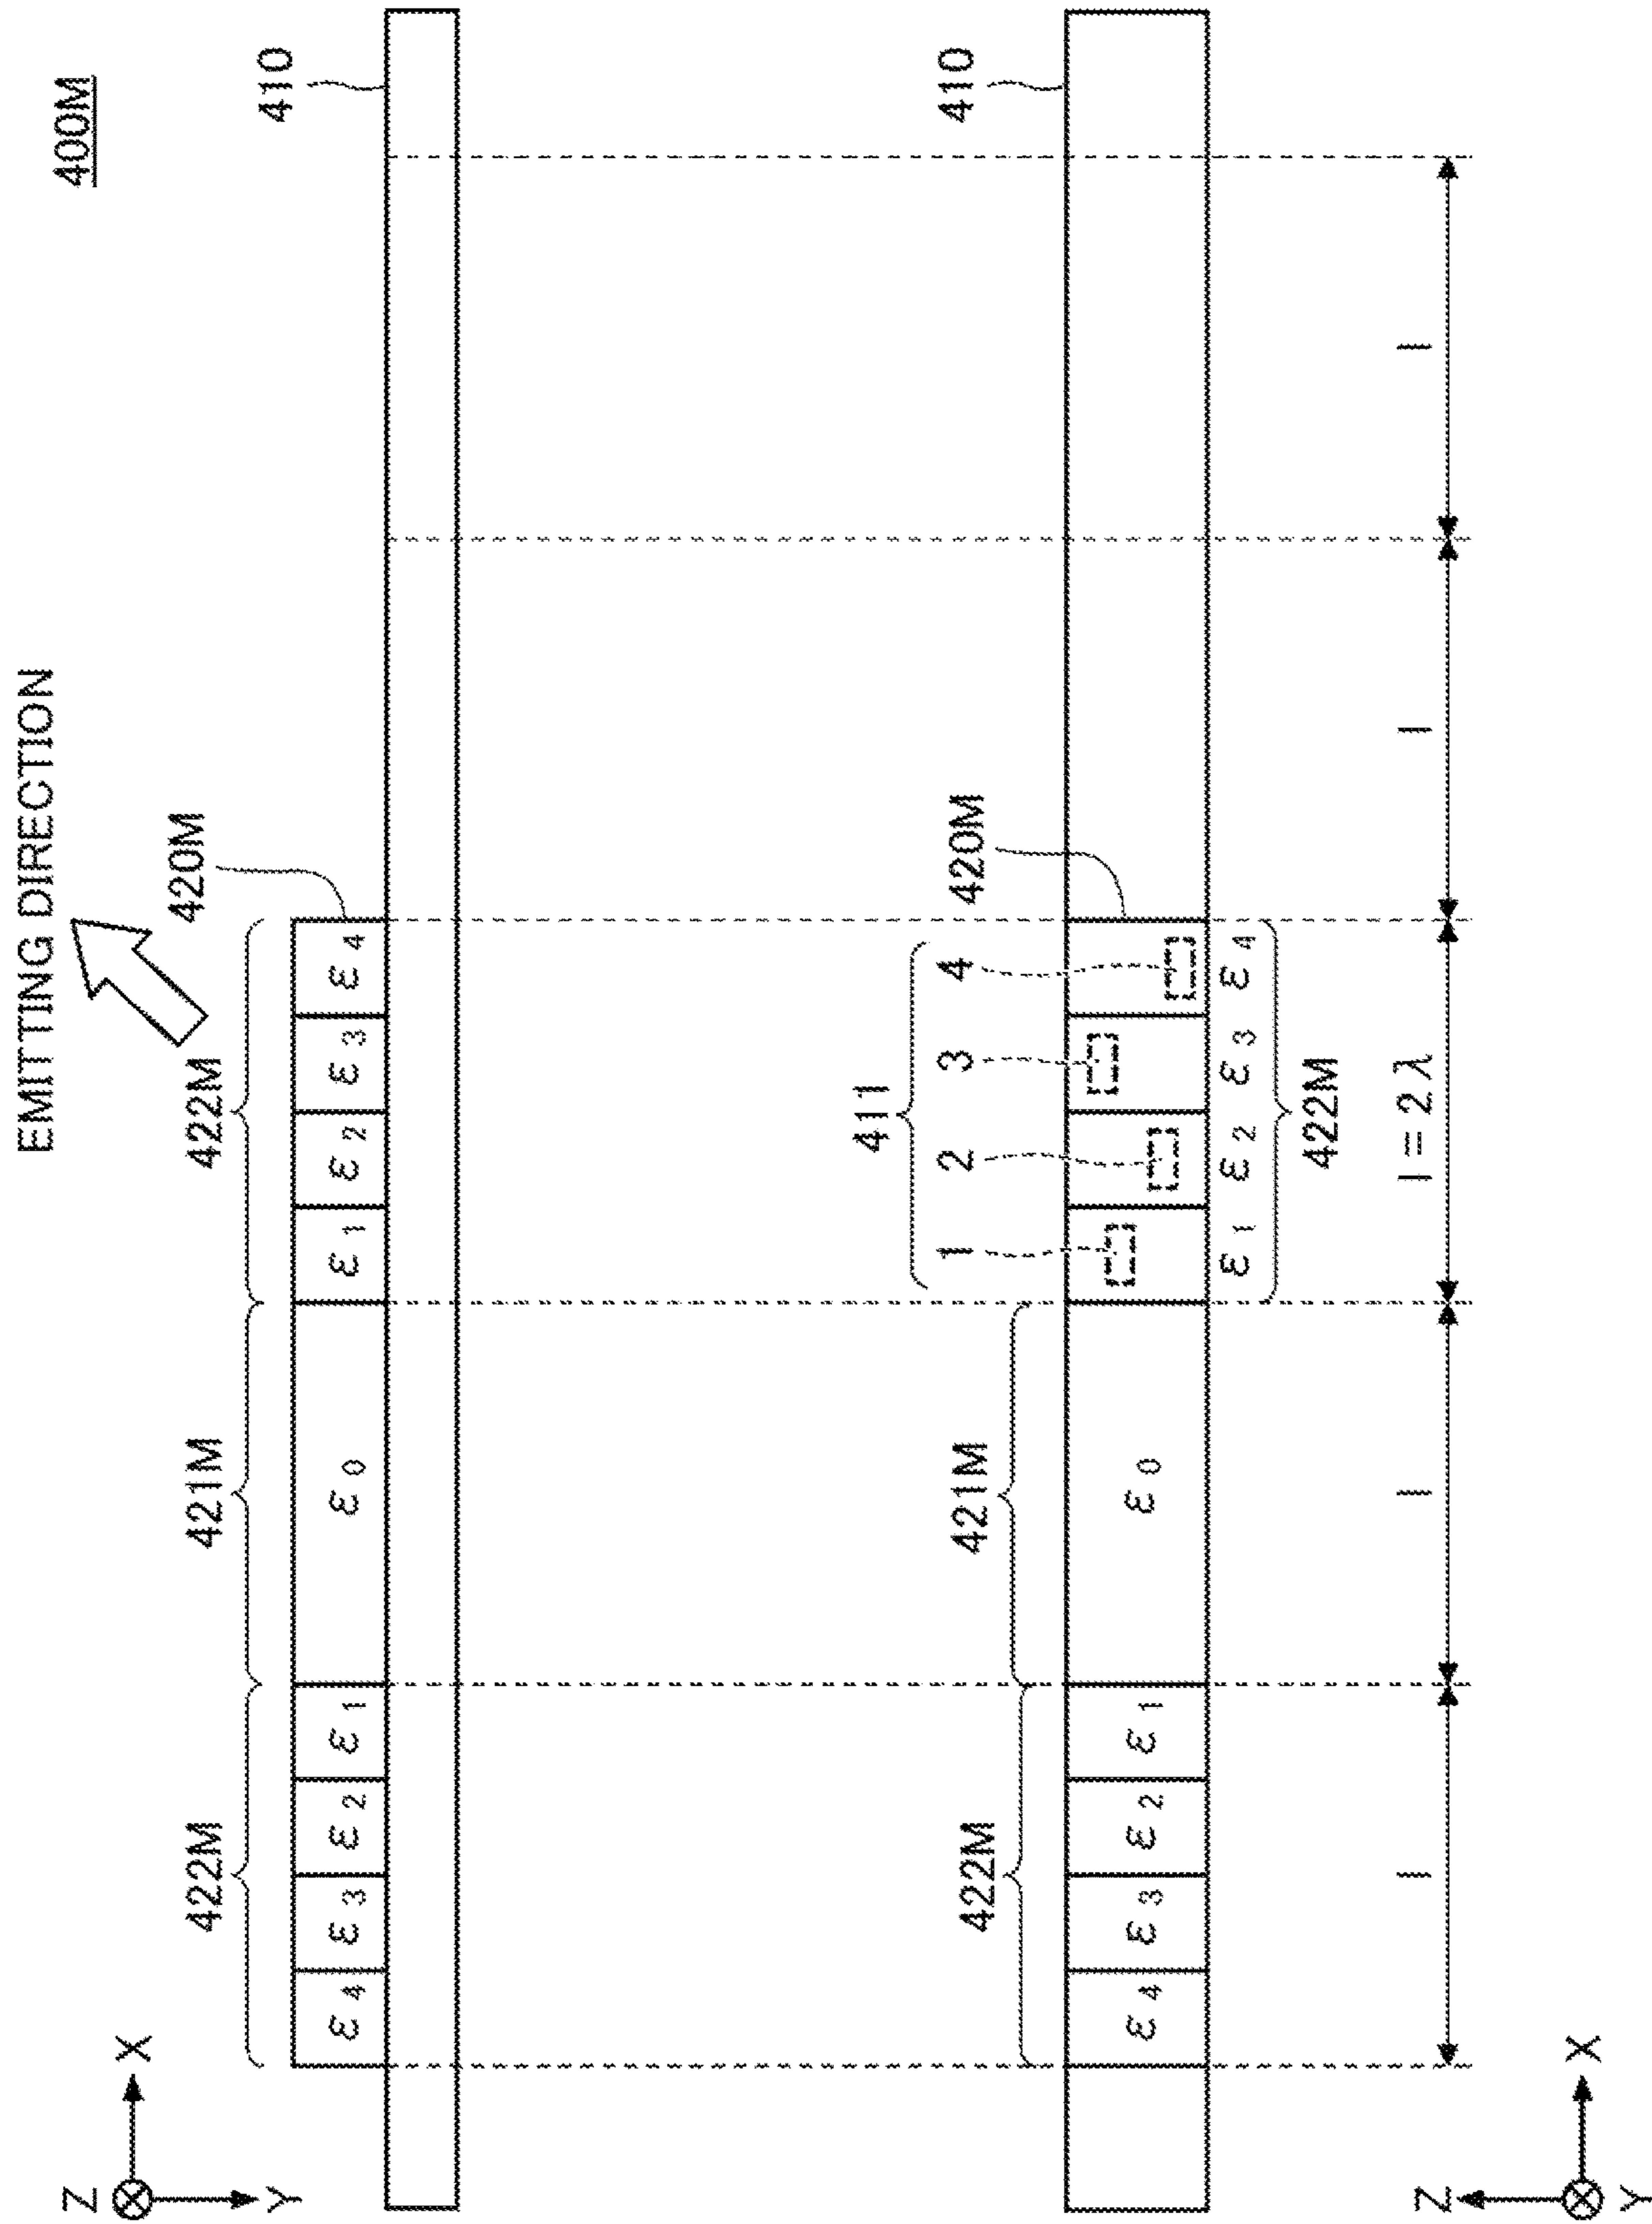 EMITTING DIRECTION
400M
Z
X
Y
420M
422M 421M 422M
410
ε4 ε3 ε2 ε1 ε0 ε1 ε2 ε3 ε4
411
1 2 3 4
410
422M 421M 420M
ε4 ε3 ε2 ε1 ε0
ε1 ε2 ε3 ε4
422M
l l l=2λ l l l
Z
X
Y